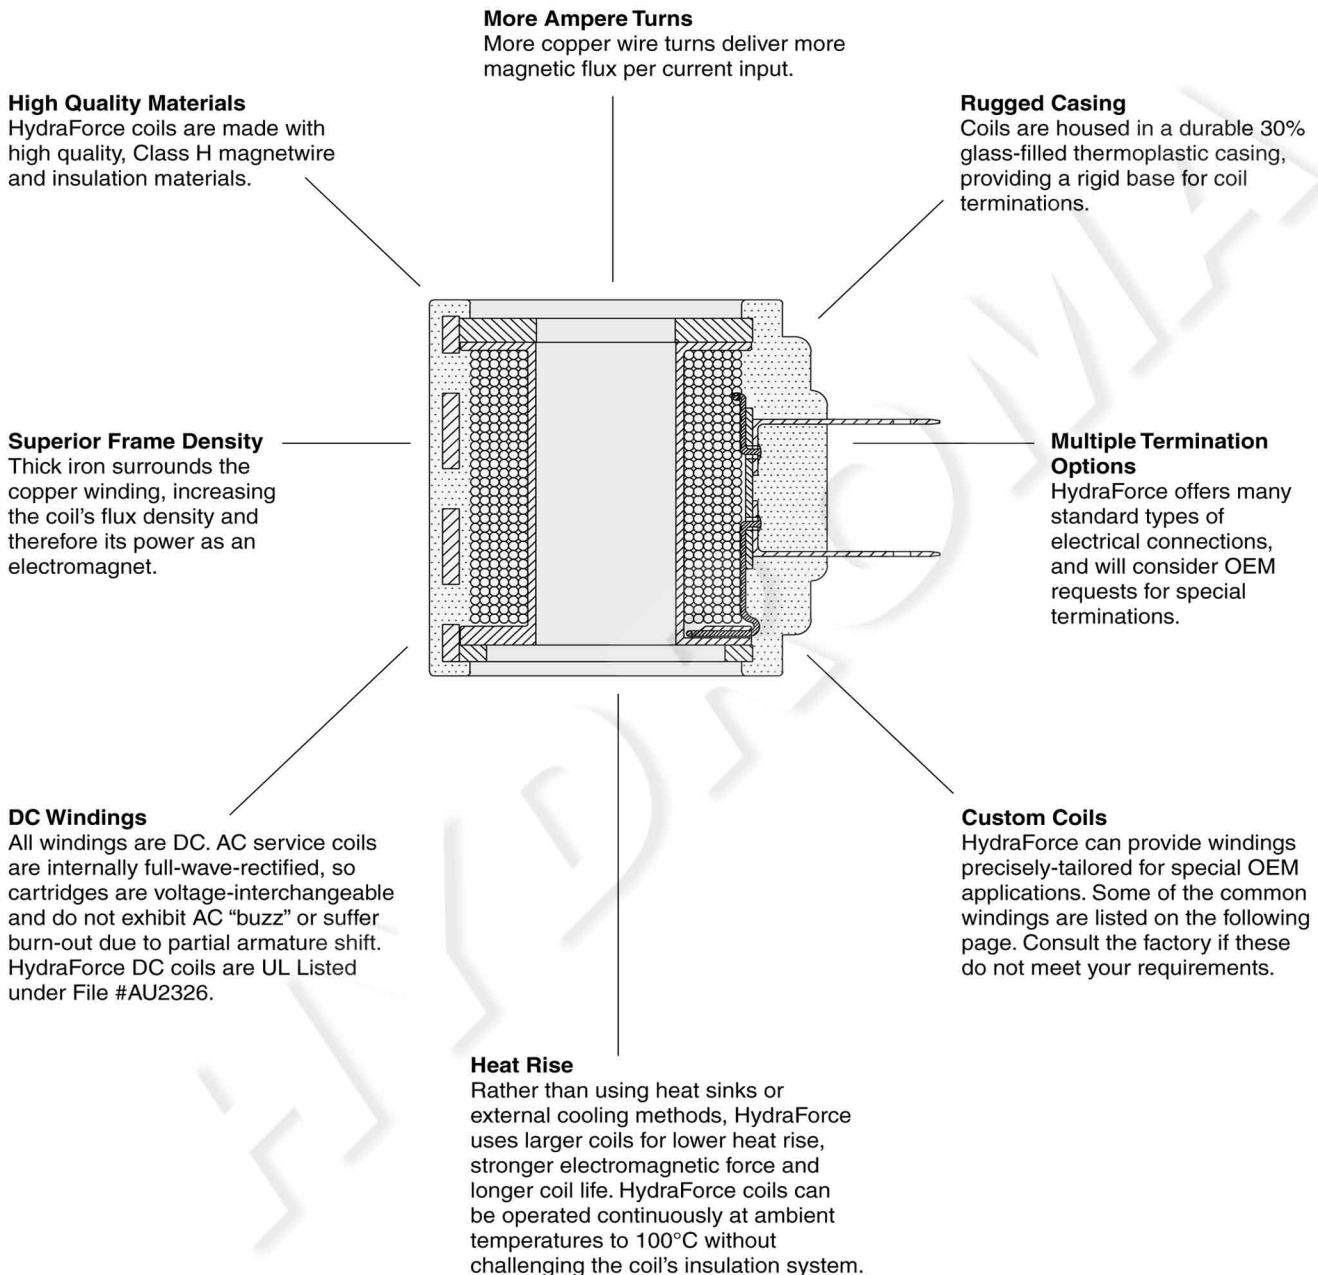 More Ampere Turns
More copper wire turns deliver more
magnetic flux per current input.
High Quality Materials
HydraForce coils are made with
high quality, Class H magnetwire
and insulation materials.
Rugged Casing
Coils are housed in a durable 30%
glass-filled thermoplastic casing,
providing a rigid base for coil
terminations.
Superior Frame Density
Thick iron surrounds the
copper winding, increasing
the coil’s flux density and
therefore its power as an
electromagnet.
Multiple Termination
Options
HydraForce offers many
standard types of
electrical connections,
and will consider OEM
requests for special
terminations.
DC Windings
All windings are DC. AC service coils
are internally full-wave-rectified, so
cartridges are voltage-interchangeable
and do not exhibit AC “buzz” or suffer
burn-out due to partial armature shift.
HydraForce DC coils are UL Listed
under File #AU2326.
Custom Coils
HydraForce can provide windings
precisely-tailored for special OEM
applications. Some of the common
windings are listed on the following
page. Consult the factory if these
do not meet your requirements.
Heat Rise
Rather than using heat sinks or
external cooling methods, HydraForce
uses larger coils for lower heat rise,
stronger electromagnetic force and
longer coil life. HydraForce coils can
be operated continuously at ambient
temperatures to 100°C without
challenging the coil’s insulation system.
HYDROMA